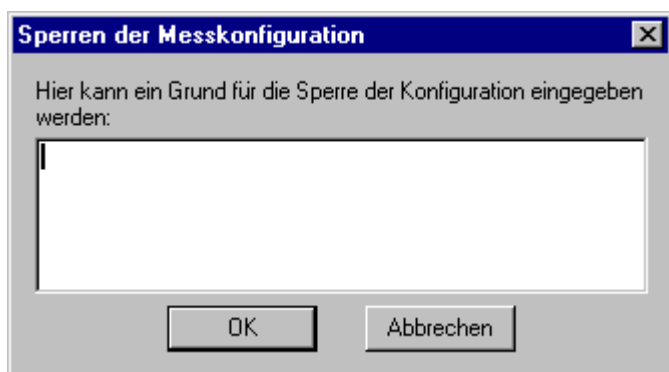 Sperren der Messkonfiguration
Hier kann ein Grund für die Sperre der Konfiguration eingegeben
werden:
OK
Abbrechen